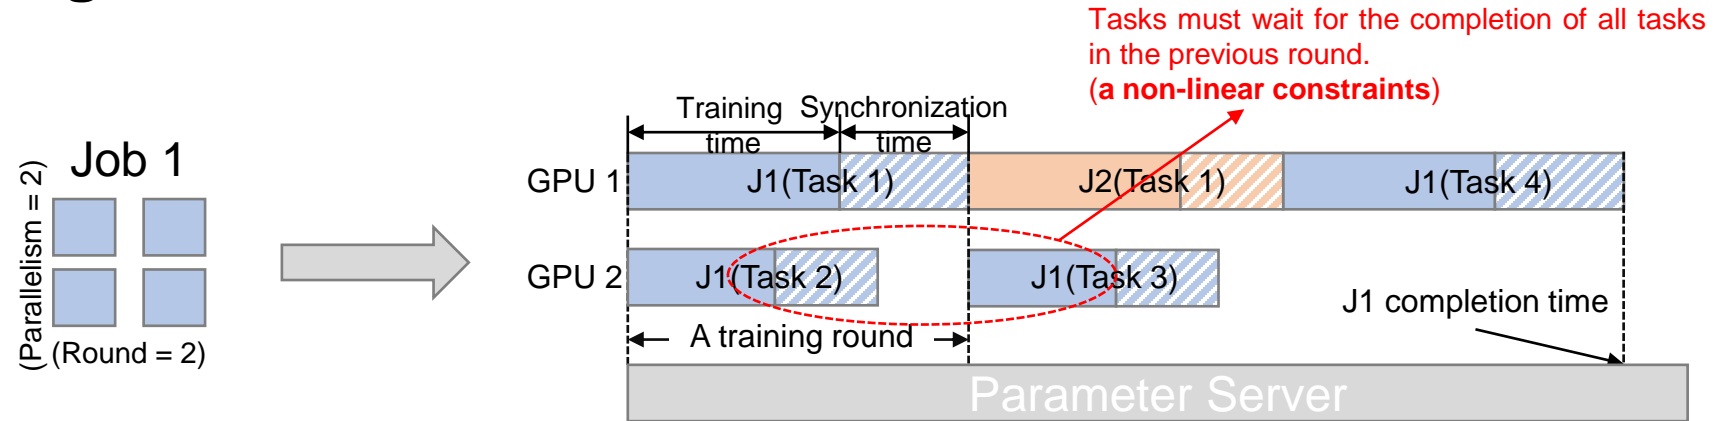 Tasks must wait for the completion of all tasks
in the previous round.
(a non-linear constraints)
Training
time
Synchronization
time
Job 1
(Parallelism = 2)
(Round = 2)
GPU 1
J1(Task 1)
J2(Task 1)
J1(Task 4)
GPU 2
J1(Task 2)
J1(Task 3)
A training round
J1 completion time
Parameter Server